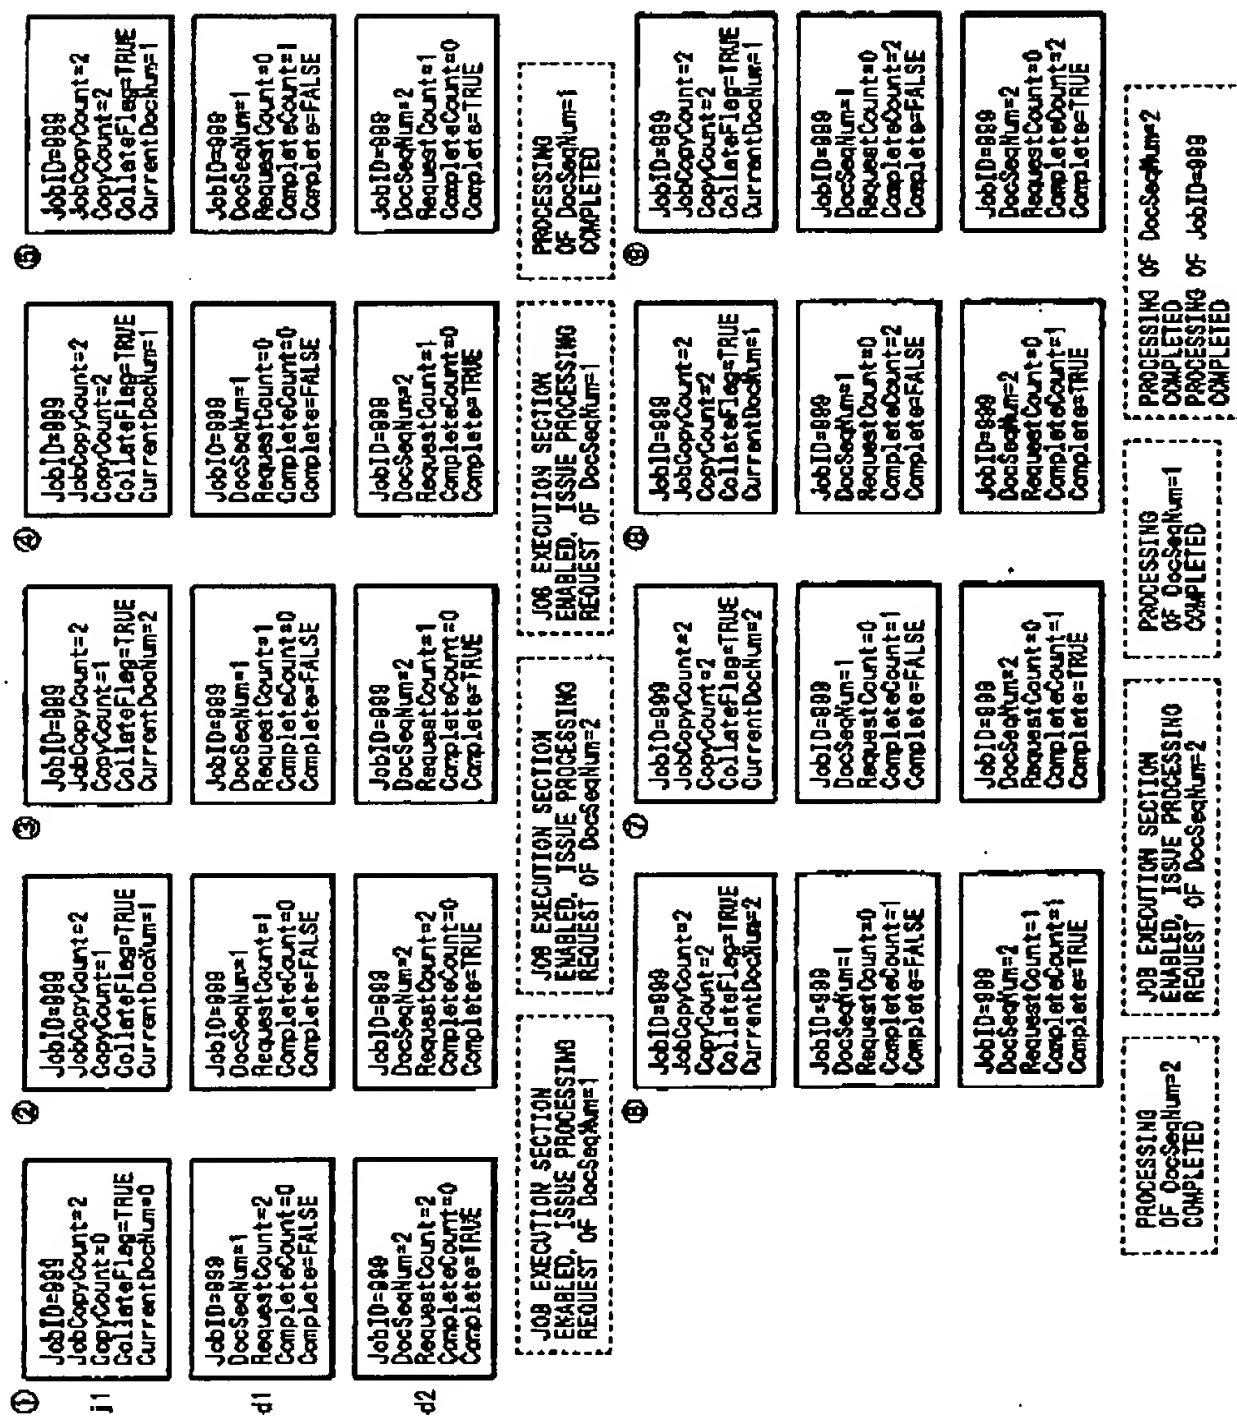 ①
j1
JobID=999
JobCopyCount=2
CopyCount=0
CollateFlag=TRUE
CurrentDocNum=0
d1
JobID=999
DocSeqNum=1
RequestCount=2
CompleteCount=0
Complete=FALSE
d2
JobID=999
DocSeqNum=2
RequestCount=2
CompleteCount=0
Complete=TRUE
②
JobID=999
JobCopyCount=2
CopyCount=1
CollateFlag=TRUE
CurrentDocNum=1
JobID=999
DocSeqNum=1
RequestCount=1
CompleteCount=0
Complete=FALSE
JobID=999
DocSeqNum=2
RequestCount=2
CompleteCount=0
Complete=TRUE
③
JobID=999
JobCopyCount=2
CopyCount=1
CollateFlag=TRUE
CurrentDocNum=2
JobID=999
DocSeqNum=1
RequestCount=1
CompleteCount=0
Complete=FALSE
JobID=999
DocSeqNum=2
RequestCount=1
CompleteCount=0
Complete=TRUE
④
JobID=999
JobCopyCount=2
CopyCount=2
CollateFlag=TRUE
CurrentDocNum=1
JobID=999
DocSeqNum=1
RequestCount=0
CompleteCount=0
Complete=FALSE
JobID=999
DocSeqNum=2
RequestCount=1
CompleteCount=0
Complete=TRUE
⑤
JobID=999
JobCopyCount=2
CopyCount=2
CollateFlag=TRUE
CurrentDocNum=1
JobID=999
DocSeqNum=1
RequestCount=0
CompleteCount=1
Complete=FALSE
JobID=999
DocSeqNum=2
RequestCount=1
CompleteCount=0
Complete=TRUE
JOB EXECUTION SECTION
ENABLED, ISSUE PROCESSING
REQUEST OF DocSeqNum=1
JOB EXECUTION SECTION
ENABLED, ISSUE PROCESSING
REQUEST OF DocSeqNum=2
JOB EXECUTION SECTION
ENABLED, ISSUE PROCESSING
REQUEST OF DocSeqNum=1
PROCESSING
OF DocSeqNum=1
COMPLETED
⑥
JobID=999
JobCopyCount=2
CopyCount=2
CollateFlag=TRUE
CurrentDocNum=2
JobID=999
DocSeqNum=1
RequestCount=0
CompleteCount=1
Complete=FALSE
JobID=999
DocSeqNum=2
RequestCount=1
CompleteCount=1
Complete=TRUE
⑦
JobID=999
JobCopyCount=2
CopyCount=2
CollateFlag=TRUE
CurrentDocNum=2
JobID=999
DocSeqNum=1
RequestCount=0
CompleteCount=1
Complete=FALSE
JobID=999
DocSeqNum=2
RequestCount=0
CompleteCount=1
Complete=TRUE
⑧
JobID=999
JobCopyCount=2
CopyCount=2
CollateFlag=TRUE
CurrentDocNum=1
JobID=999
DocSeqNum=1
RequestCount=0
CompleteCount=2
Complete=FALSE
JobID=999
DocSeqNum=2
RequestCount=0
CompleteCount=1
Complete=TRUE
⑨
JobID=999
JobCopyCount=2
CopyCount=2
CollateFlag=TRUE
CurrentDocNum=1
JobID=999
DocSeqNum=1
RequestCount=0
CompleteCount=2
Complete=FALSE
JobID=999
DocSeqNum=2
RequestCount=0
CompleteCount=2
Complete=TRUE
PROCESSING
OF DocSeqNum=2
COMPLETED
JOB EXECUTION SECTION
ENABLED, ISSUE PROCESSING
REQUEST OF DocSeqNum=2
PROCESSING
OF DocSeqNum=1
COMPLETED
PROCESSING OF DocSeqNum=2
COMPLETED
PROCESSING OF JobID=999
COMPLETED